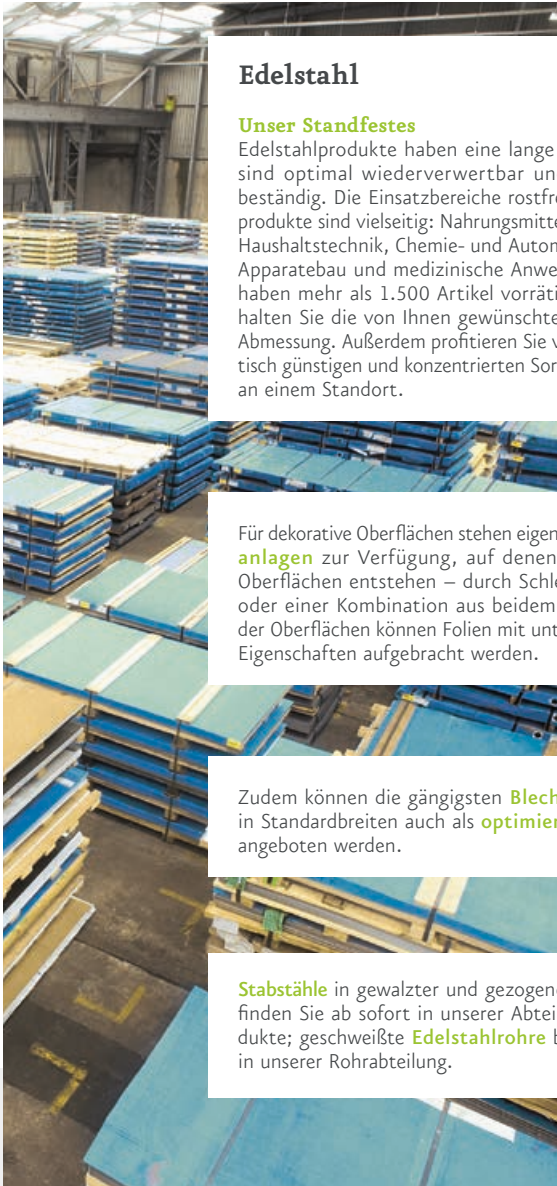 Edelstahl
Unser Standfestes
Edelstahlprodukte haben eine lange
sind optimal wiederverwertbar un
beständig. Die Einsatzbereiche rostfre
produkte sind vielseitig: Nahrungsmitte
Haushaltstechnik, Chemie- und Autom
Apparatebau und medizinische Anwe
haben mehr als 1.500 Artikel vorräti
halten Sie die von Ihnen gewünschte
Abmessung. Außerdem profitieren Sie v
tisch günstigen und konzentrierten Sor
an einem Standort.
Für dekorative Oberflächen stehen eigen
anlagen zur Verfügung, auf denen
Oberflächen entstehen – durch Schle
oder einer Kombination aus beidem
der Oberflächen können Folien mit unt
Eigenschaften aufgebracht werden.
Zudem können die gängigsten Blech
in Standardbreiten auch als optimier
angeboten werden.
Stabstähle in gewalzter und gezogene
finden Sie ab sofort in unserer Abtei
dukte; geschweißte Edelstahlrohre b
in unserer Rohrabteilung.